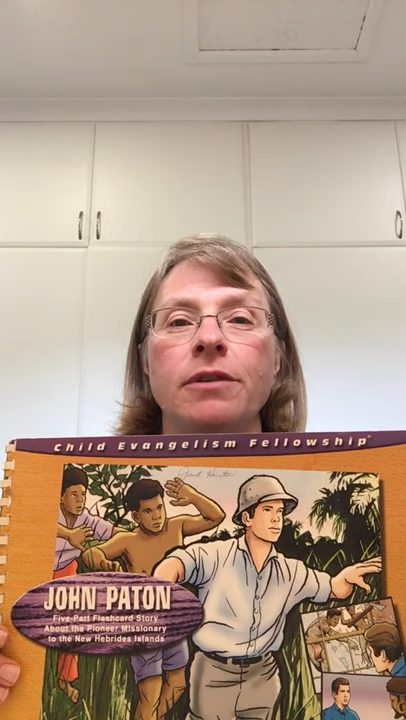 Child Evangelism Fellowship®
JOHN PATON
Five-Part Flashcard Story
About the Pioneer Missionary
to the New Hebrides Islands